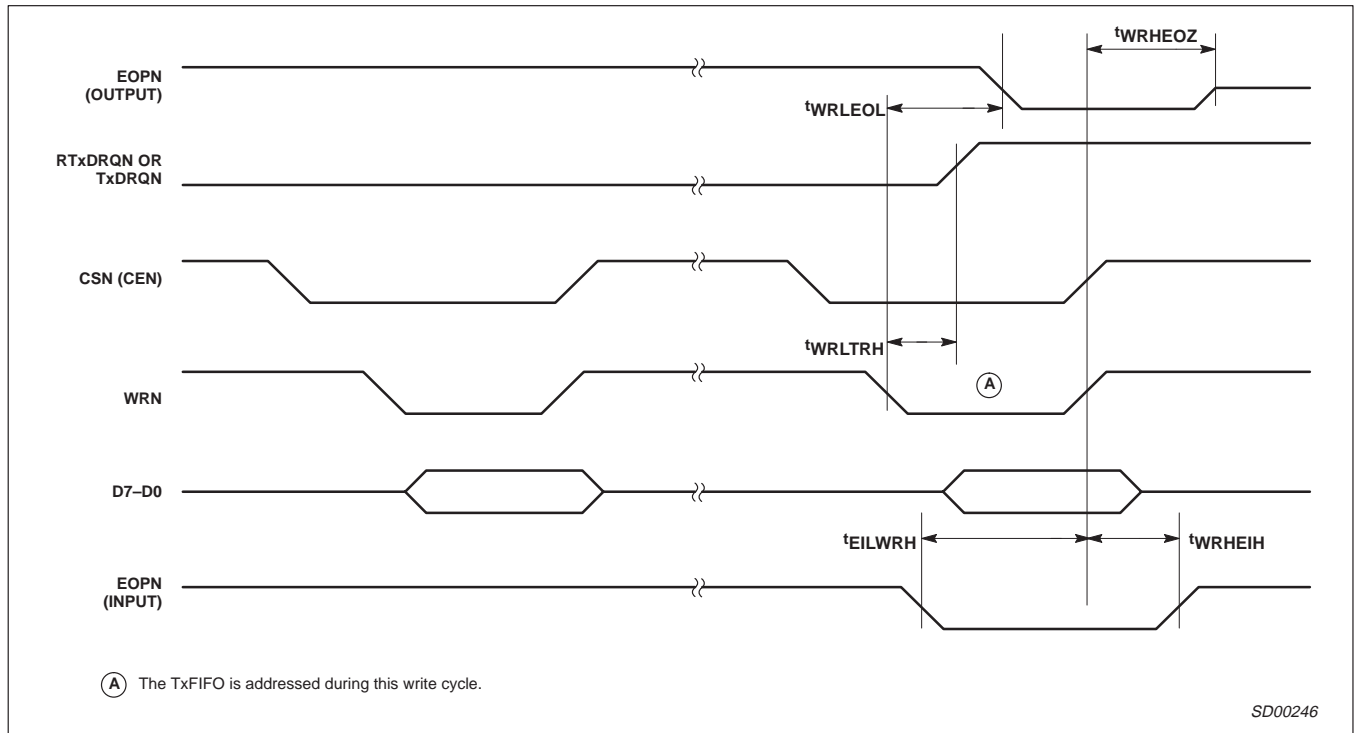 tWRHEOZ
EOPN
(OUTPUT)
tWRLEOL
RTxDRQN OR
TxDRQN
CSN (CEN)
tWRLTRH
WRN
A
D7–D0
tEILWRH
tWRHEIH
EOPN
(INPUT)
A The TxFIFO is addressed during this write cycle.
SD00246